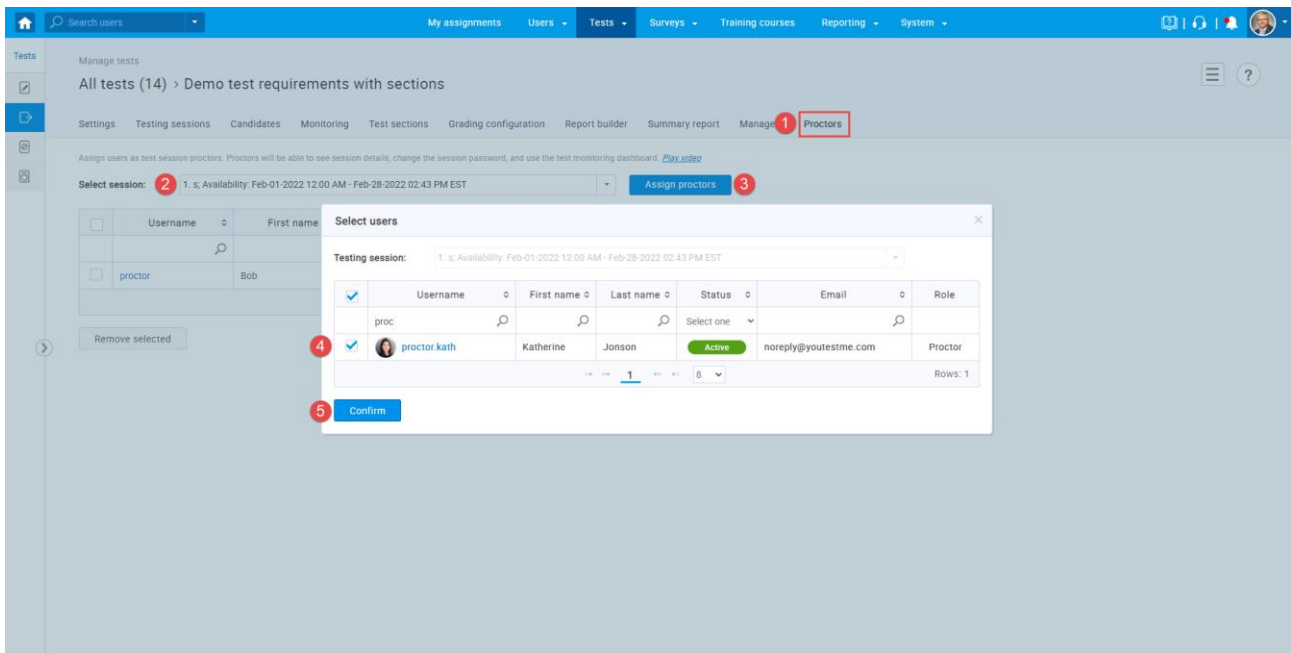 Search users My assignments Users Tests Surveys Training courses Reporting System
Tests
Manage tests
All tests (14) > Demo test requirements with sections
Settings Testing sessions Candidates Monitoring Test sections Grading configuration Report builder Summary report Manage 1 Proctors
Assign users as test session proctors. Proctors will be able to see session details, change the session password, and use the test monitoring dashboard. Play video
Select session: 2 1. s; Availability: Feb-01-2022 12:00 AM - Feb-28-2022 02:43 PM EST Assign proctors 3
Username First name
proctor Bob
Remove selected
Select users
Testing session: 1. s; Availability: Feb-01-2022 12:00 AM - Feb-28-2022 02:43 PM EST
Username First name Last name Status Email Role
proc Select one
4 proctor.kath Katherine Jonson Active noreply@youtestme.com Proctor
1 8 Rows: 1
5 Confirm